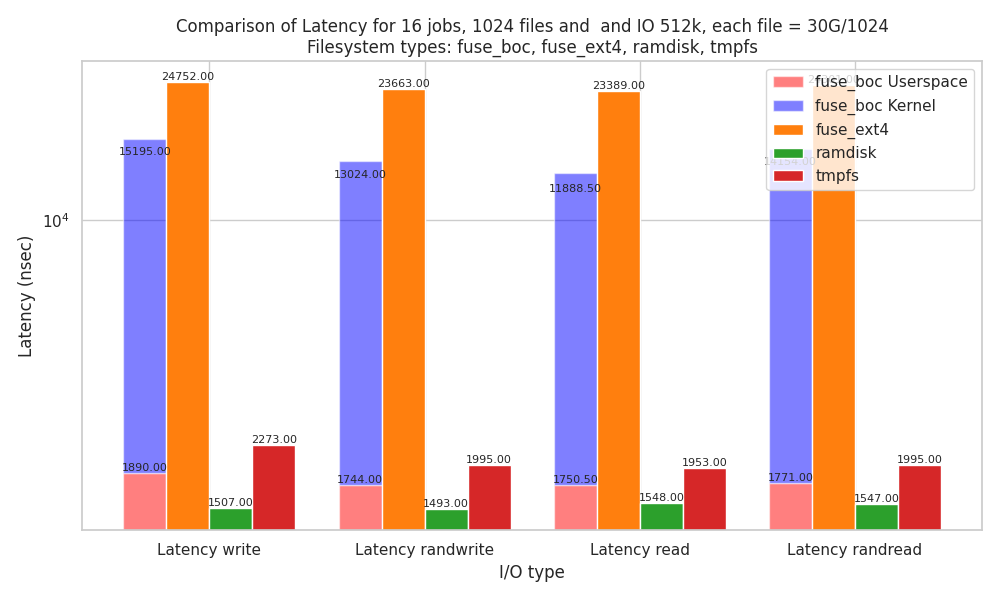 Comparison of Latency for 16 jobs, 1024 files and  and IO 512k, each file = 30G/1024
Filesystem types: fuse_boc, fuse_ext4, ramdisk, tmpfs
fuse_boc Userspace
fuse_boc Kernel
fuse_ext4
ramdisk
tmpfs
24752.00
23663.00
23389.00
15195.00
13024.00
11888.50
10^4
2273.00
1890.00
1995.00
1744.00
1953.00
1750.50
1995.00
1771.00
1507.00
1493.00
1548.00
1547.00
Latency (nsec)
Latency write
Latency randwrite
Latency read
Latency randread
I/O type